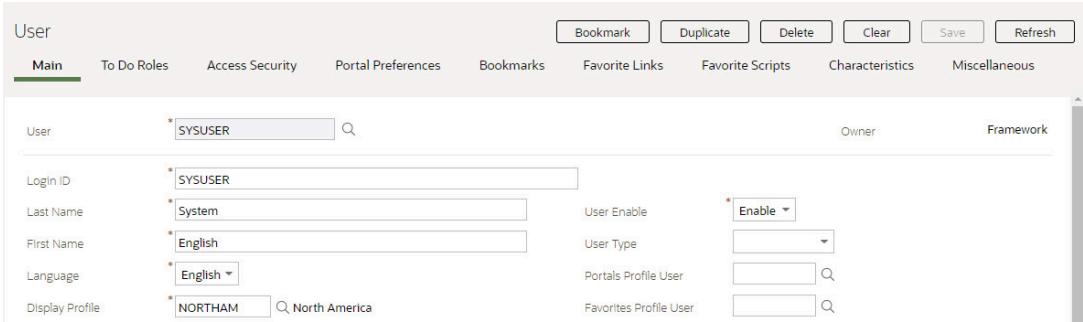 User
Bookmark Duplicate Delete Clear Save Refresh
Main To Do Roles Access Security Portal Preferences Bookmarks Favorite Links Favorite Scripts Characteristics Miscellaneous
User * SYSUSER Owner Framework
Login ID * SYSUSER
Last Name * System User Enable * Enable
First Name * English User Type
Language * English Portals Profile User
Display Profile * NORTHAM North America Favorites Profile User